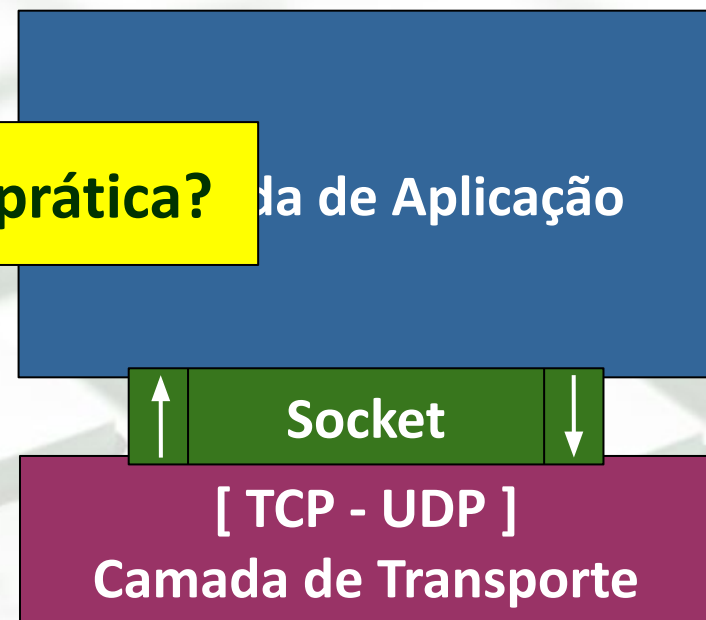 prática?
da de Aplicação
Socket
[ TCP - UDP ]
Camada de Transporte